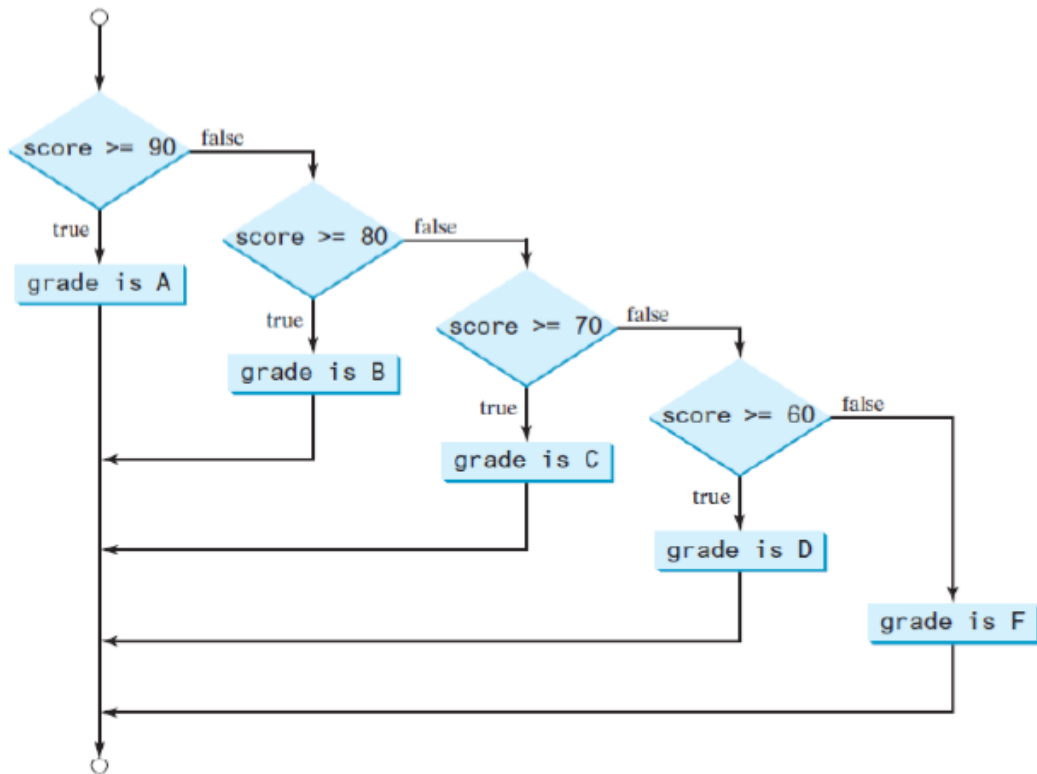 score >= 90
false
true
grade is A
score >= 80
false
true
grade is B
score >= 70
false
true
grade is C
score >= 60
false
true
grade is D
grade is F